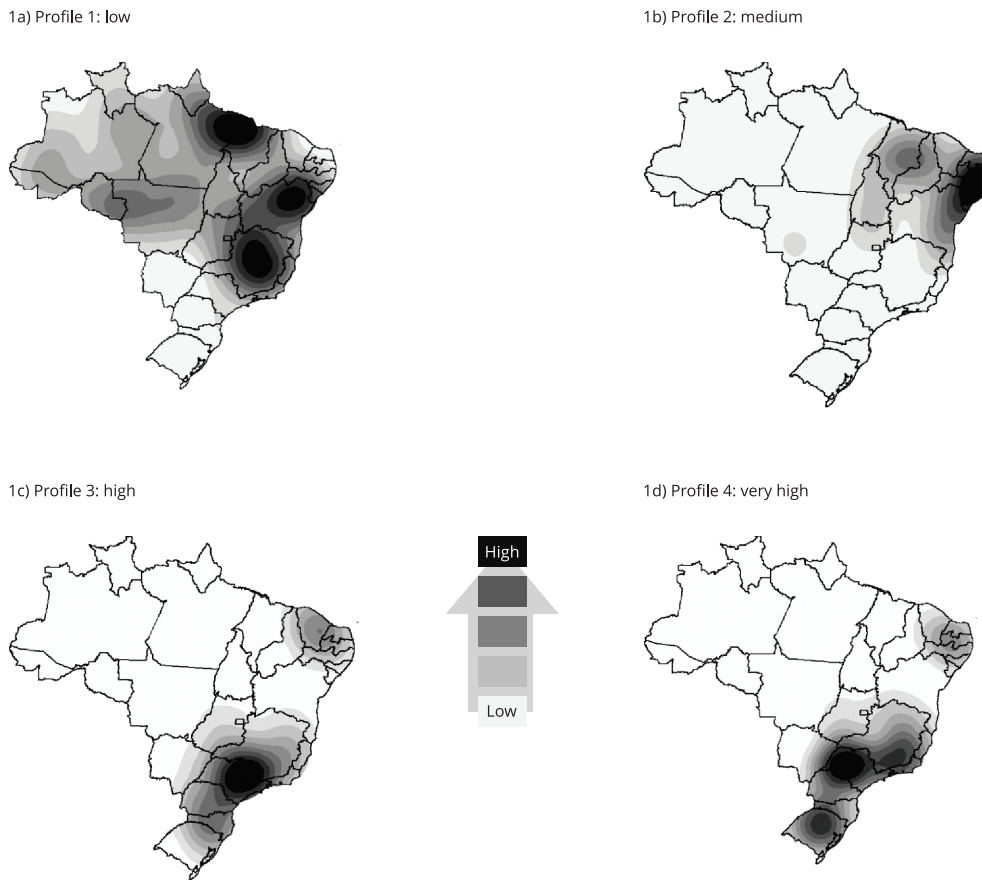 1a) Profile 1: low
1b) Profile 2: medium
1c) Profile 3: high
1d) Profile 4: very high
High
Low